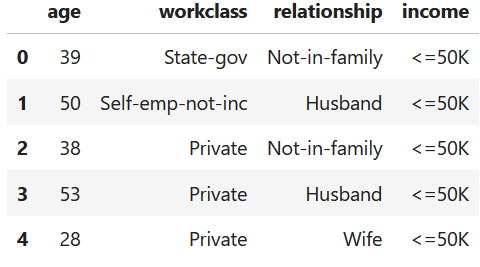 age workclass relationship income
0 39 State-gov Not-in-family <=50K
1 50 Self-emp-not-inc Husband <=50K
2 38 Private Not-in-family <=50K
3 53 Private Husband <=50K
4 28 Private Wife <=50K